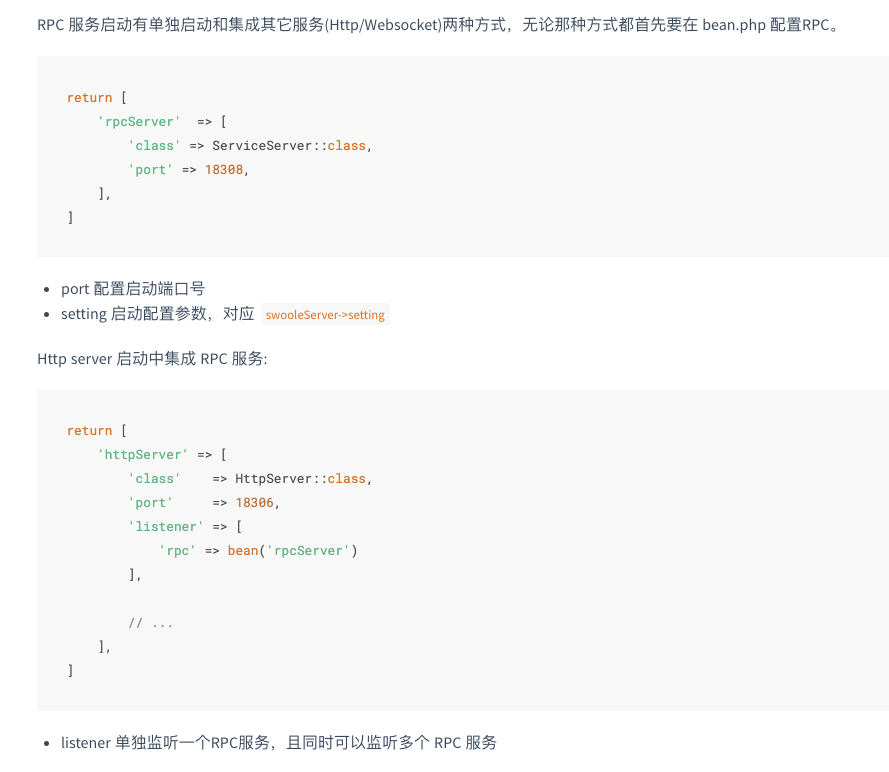 RPC 服务启动有单独启动和集成其它服务(Http/Websocket)两种方式，无论那种方式都首先要在 bean.php 配置RPC。
return [
    'rpcServer'  => [
        'class' => ServiceServer::class,
        'port' => 18308,
    ],
]
• port 配置启动端口号
• setting 启动配置参数，对应 swooleServer->setting
Http server 启动中集成 RPC 服务:
return [
    'httpServer' => [
        'class'    => HttpServer::class,
        'port'     => 18306,
        'listener' => [
            'rpc' => bean('rpcServer')
        ],
        // ...
    ],
]
• listener 单独监听一个RPC服务，且同时可以监听多个 RPC 服务